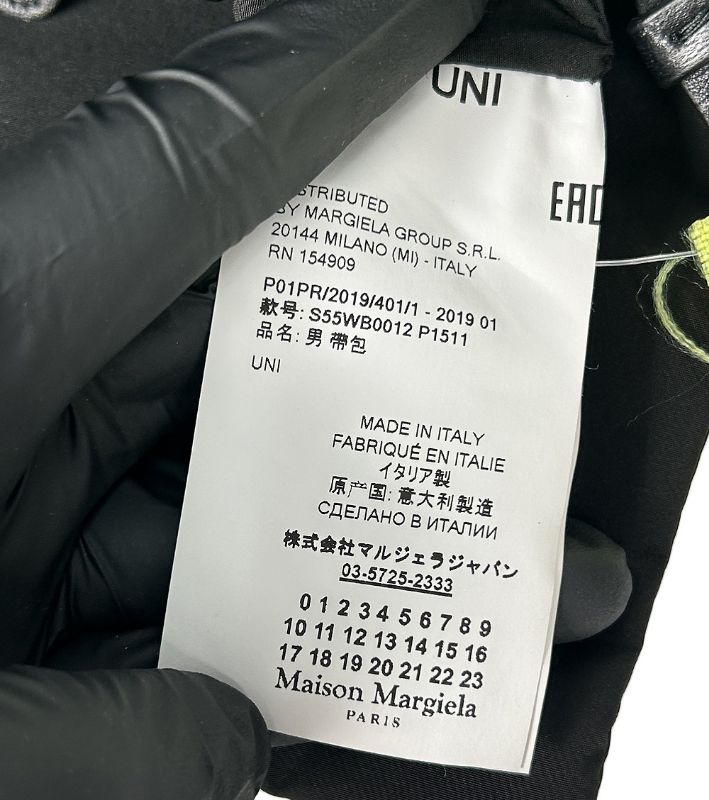 UNI
EAC
STRIBUTED
BY MARGIELA GROUP S.R.L.
20144 MILANO (MI) - ITALY
RN 154909
P01PR/2019/401/1 - 2019 01
款号: S55WB0012 P1511
品名: 男 帶包
UNI
MADE IN ITALY
FABRIQUÉ EN ITALIE
イタリア製
原产国: 意大利製造
СДЕЛАНО В ИТАЛИИ
株式会社マルジェラジャパン
03-5725-2333
0 1 2 3 4 5 6 7 8 9
10 11 12 13 14 15 16
17 18 19 20 21 22 23
Maison Margiela
PARIS